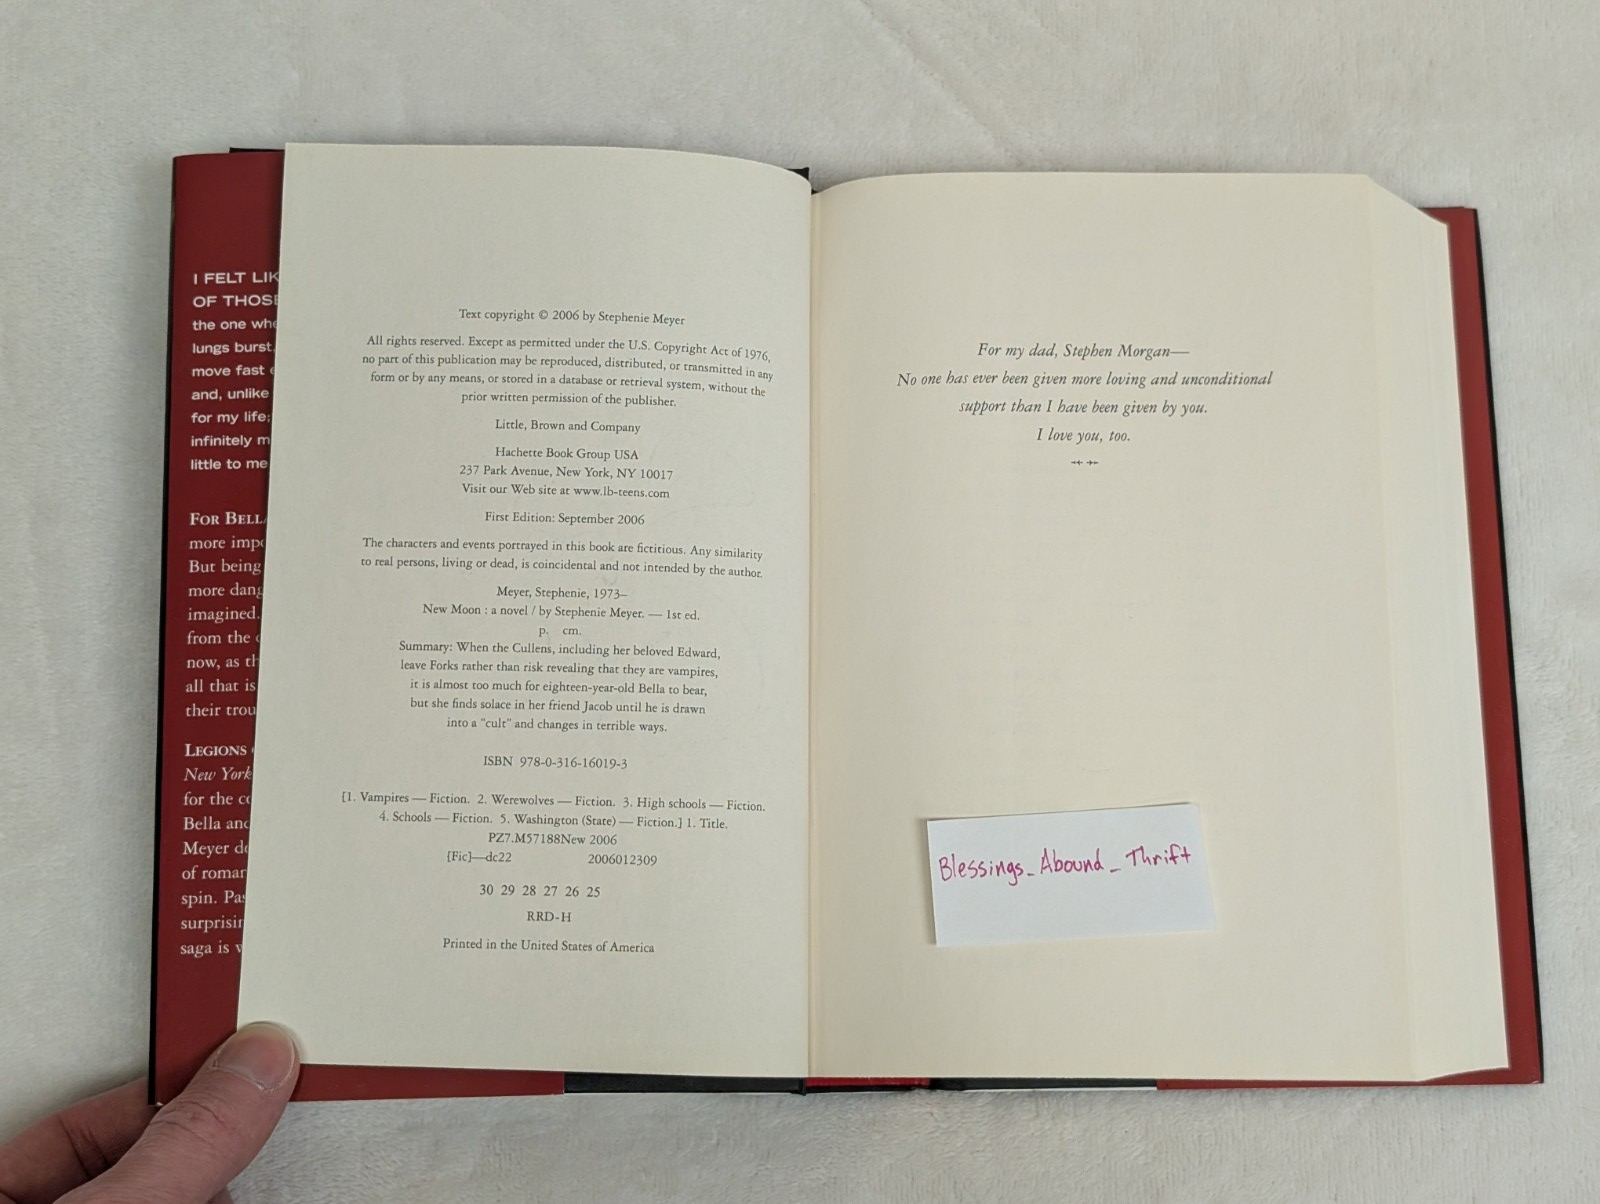 I FELT LIK
OF THOSE
the one whe
lungs burst,
move fast e
and, unlike
for my life;
infinitely m
little to me
FOR BELLA
more impo
But being
more dang
imagined.
from the
now, as th
all that is
their trou
LEGIONS
New York
for the co
Bella and
Meyer de
of roman
spin. Pas
surprisin
saga is v
Text copyright © 2006 by Stephenie Meyer
All rights reserved. Except as permitted under the U.S. Copyright Act of 1976,
no part of this publication may be reproduced, distributed, or transmitted in any
form or by any means, or stored in a database or retrieval system, without the
prior written permission of the publisher.
Little, Brown and Company
Hachette Book Group USA
237 Park Avenue, New York, NY 10017
Visit our Web site at www.lb-teens.com
First Edition: September 2006
The characters and events portrayed in this book are fictitious. Any similarity
to real persons, living or dead, is coincidental and not intended by the author.
Meyer, Stephenie, 1973–
New Moon : a novel / by Stephenie Meyer. — 1st ed.
p. cm.
Summary: When the Cullens, including her beloved Edward,
leave Forks rather than risk revealing that they are vampires,
it is almost too much for eighteen-year-old Bella to bear,
but she finds solace in her friend Jacob until he is drawn
into a "cult" and changes in terrible ways.
ISBN 978-0-316-16019-3
[1. Vampires — Fiction. 2. Werewolves — Fiction. 3. High schools — Fiction.
4. Schools — Fiction. 5. Washington (State) — Fiction.] 1. Title.
PZ7.M57188New 2006
[Fic]—dc22 2006012309
30 29 28 27 26 25
RRD-H
Printed in the United States of America
For my dad, Stephen Morgan—
No one has ever been given more loving and unconditional
support than I have been given by you.
I love you, too.
Blessings_Abound_Thrift